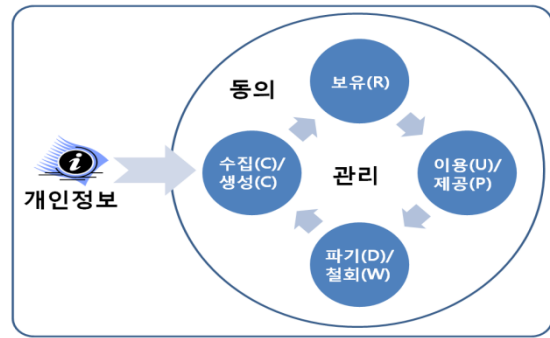 보유(R)
동의
수집(C)/
생성(C)
관리
이용(U)/
제공(P)
i
개인정보
파기(D)/
철회(W)